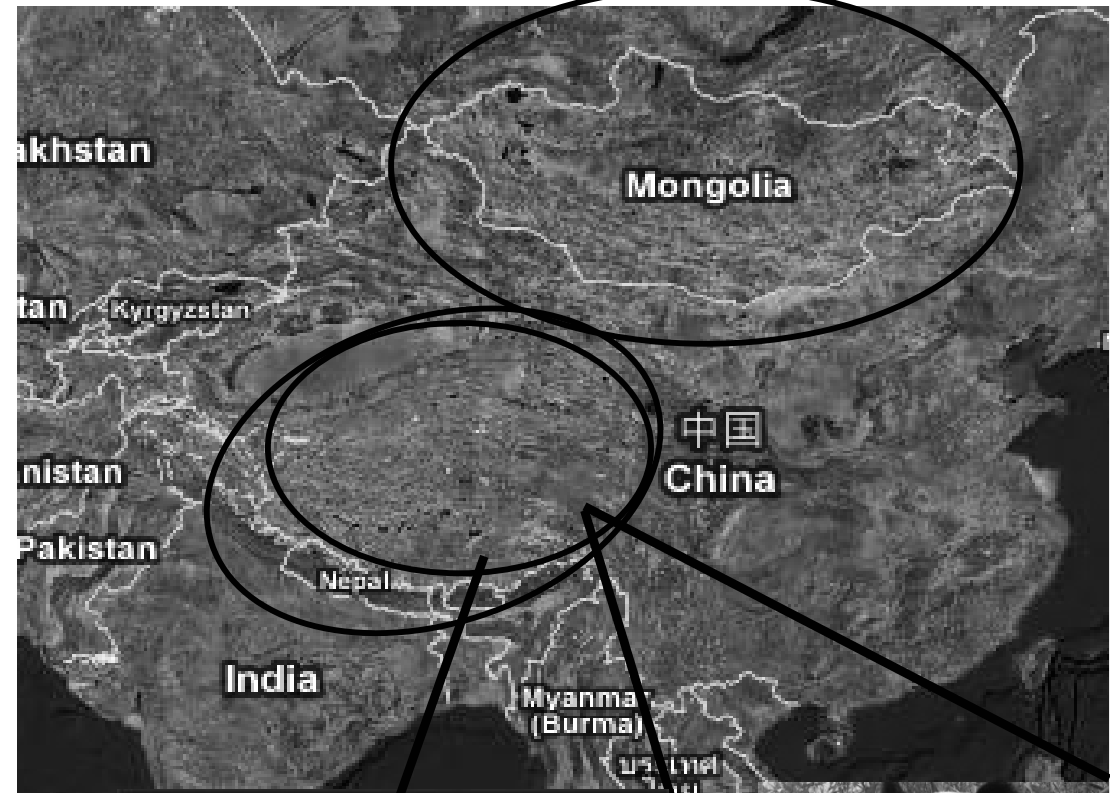 akhstan
Mongolia
tan
Kyrgyzstan
中国
China
nistan
Pakistan
Nepal
India
Myanmar
(Burma)